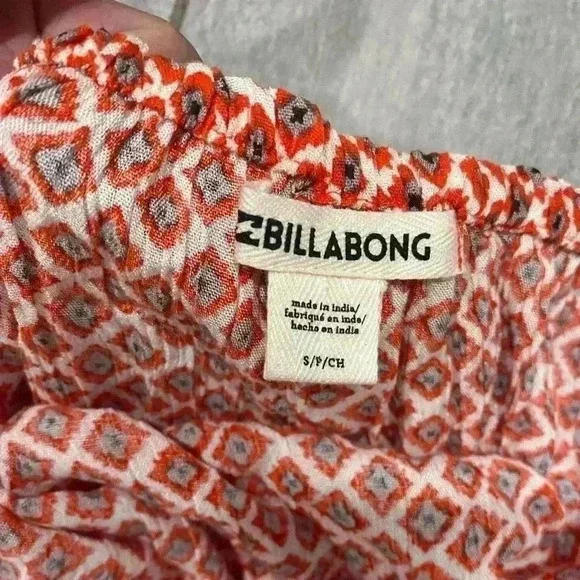 BILLABONG
made in india/
fabriqué en inde/
hecho en india
S/P/CH